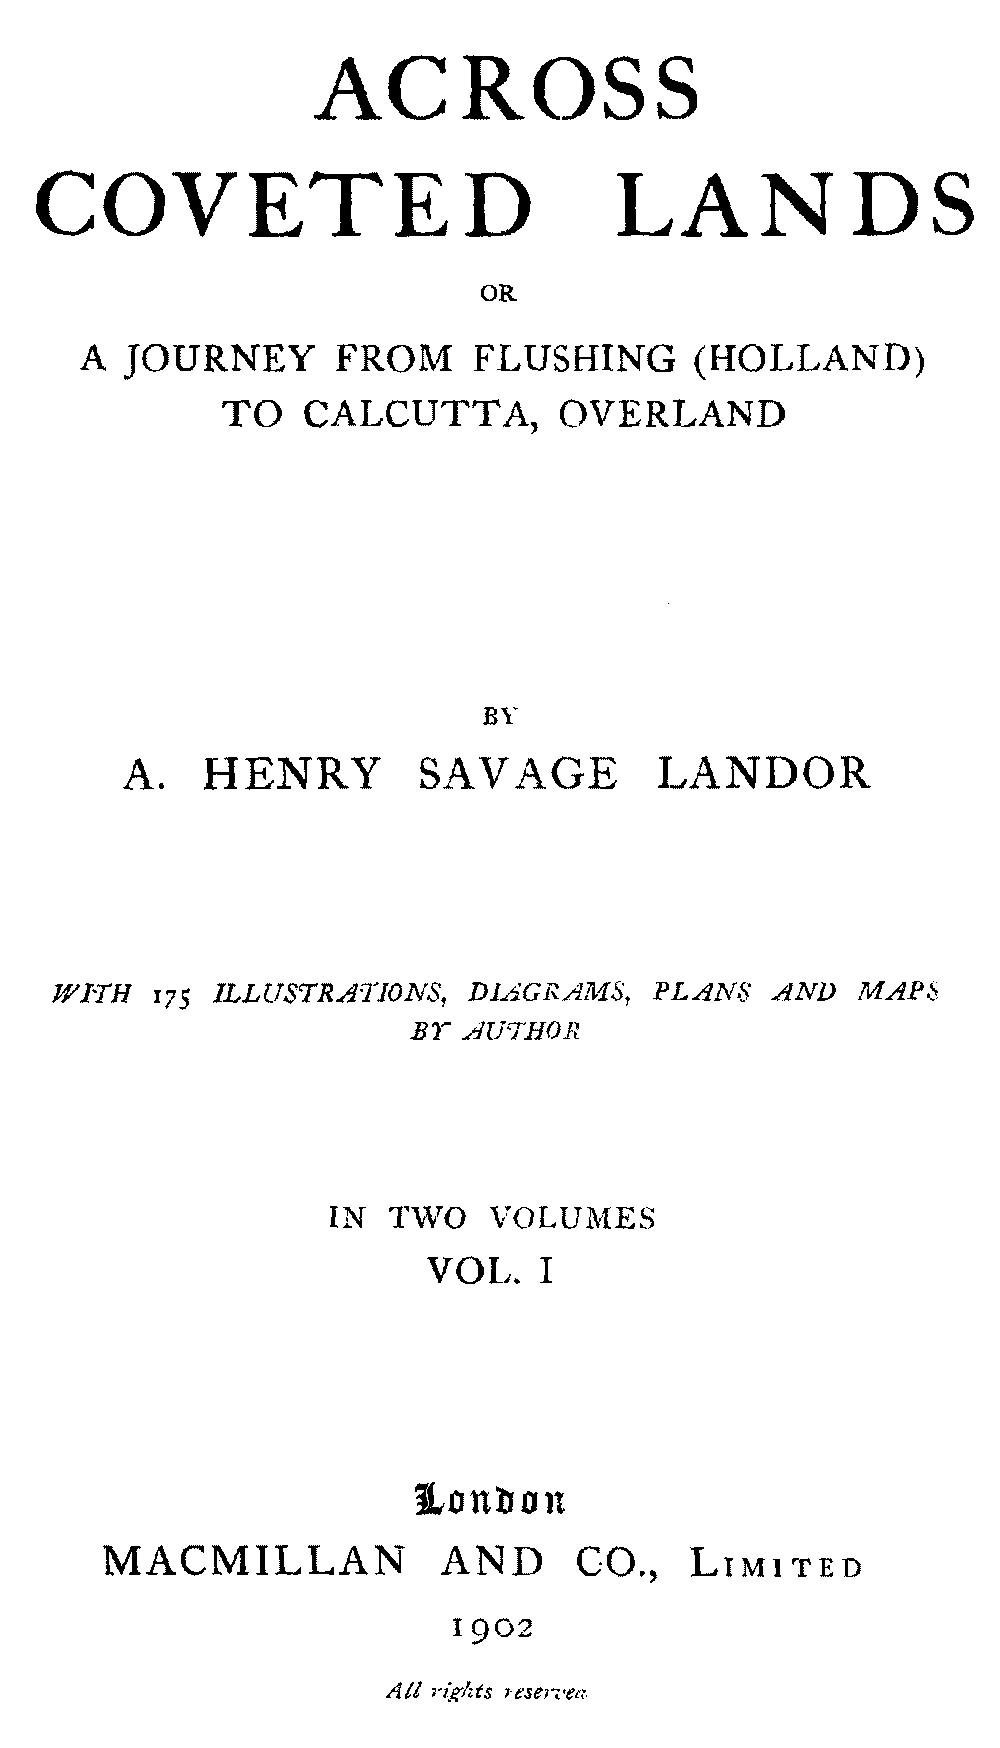 ACROSS
COVETED LANDS
OR
A JOURNEY FROM FLUSHING (HOLLAND)
TO CALCUTTA, OVERLAND
BY
A. HENRY SAVAGE LANDOR
WITH 175 ILLUSTRATIONS, DIAGRAMS, PLANS AND MAPS
BY AUTHOR
IN TWO VOLUMES
VOL. I
London
MACMILLAN AND CO., LIMITED
1902
All rights reserved